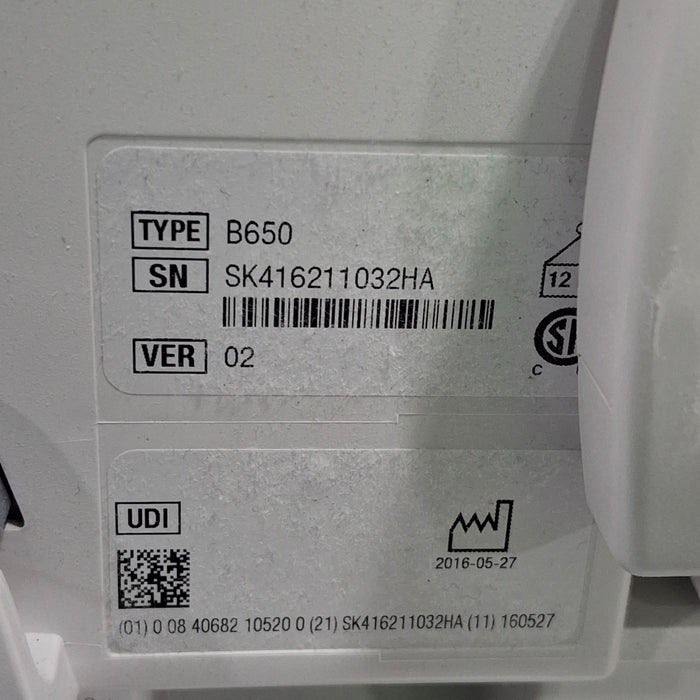 TYPE B650
SN SK416211032HA
12
VER 02
C
UDI
2016-05-27
(01) 0 08 40682 10520 0 (21) SK416211032HA (11) 160527